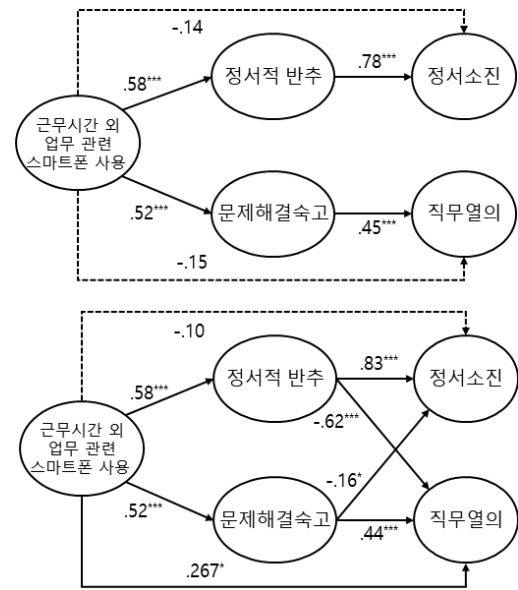 -.14
.58***
정서적 반추
.78***
정서소진
근무시간 외
업무 관련
스마트폰 사용
.52***
문제해결숙고
.45***
직무열의
-.15
-.10
.58***
정서적 반추
.83***
정서소진
-.62***
근무시간 외
업무 관련
스마트폰 사용
-.16*
.52***
문제해결숙고
.44***
직무열의
.267*